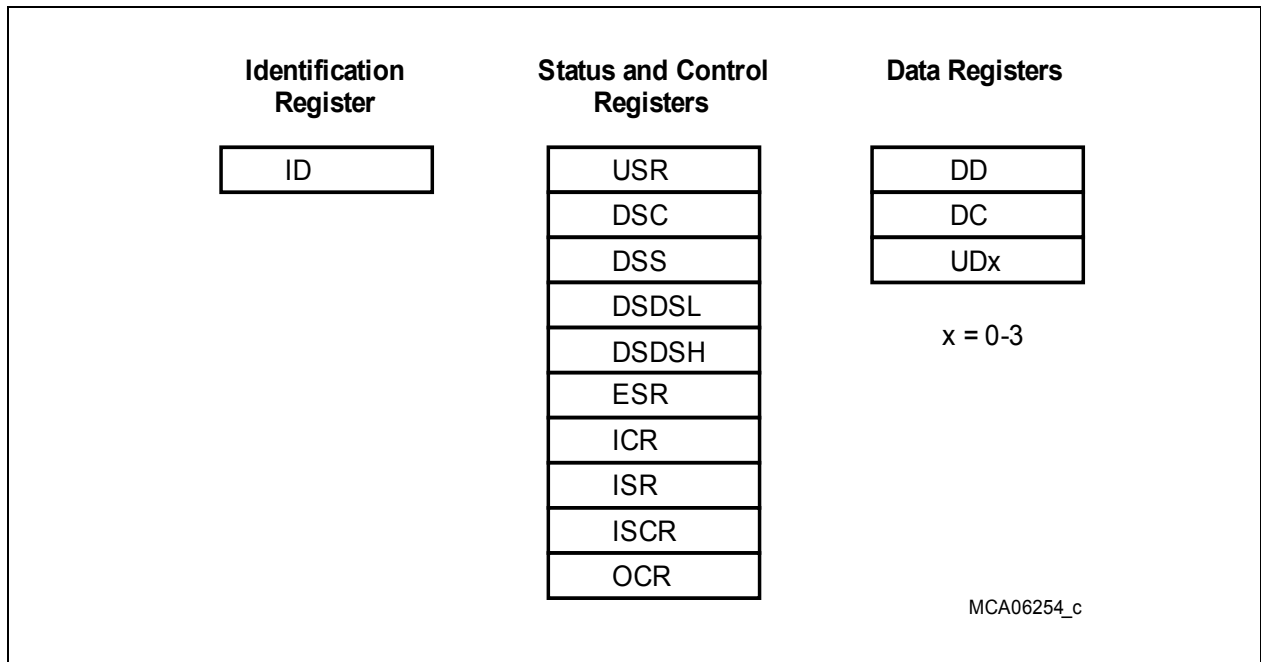 Identification
Register
ID
Status and Control
Registers
USR
DSC
DSS
DSDSL
DSDSH
ESR
ICR
ISR
ISCR
OCR
Data Registers
DD
DC
UDx
x = 0-3
MCA06254_c